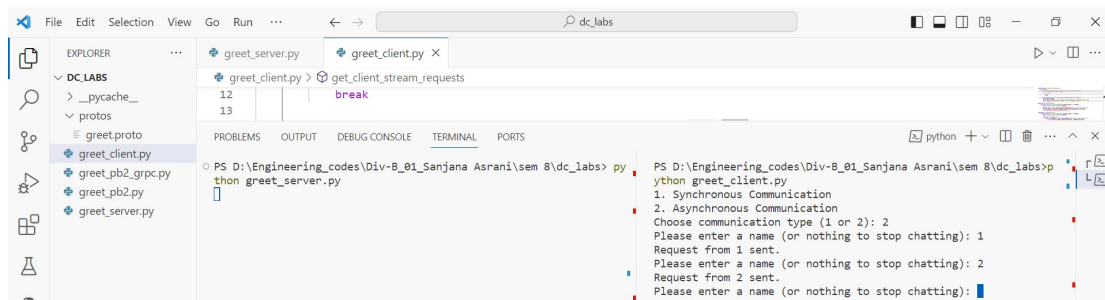 File Edit Selection View Go Run ... dc_labs
EXPLORER ...
DC_LABS
__pycache__
protos
greet.proto
greet_client.py
greet_pb2_grpc.py
greet_pb2.py
greet_server.py
greet_server.py greet_client.py
greet_client.py > get_client_stream_requests
12 break
13
PROBLEMS OUTPUT DEBUG CONSOLE TERMINAL PORTS python
PS D:\Engineering_codes\Div-B_01_Sanjana Asrani\sem 8\dc_labs> py
thon greet_server.py
PS D:\Engineering_codes\Div-B_01_Sanjana Asrani\sem 8\dc_labs>p
ython greet_client.py
1. Synchronous Communication
2. Asynchronous Communication
Choose communication type (1 or 2): 2
Please enter a name (or nothing to stop chatting): 1
Request from 1 sent.
Please enter a name (or nothing to stop chatting): 2
Request from 2 sent.
Please enter a name (or nothing to stop chatting):